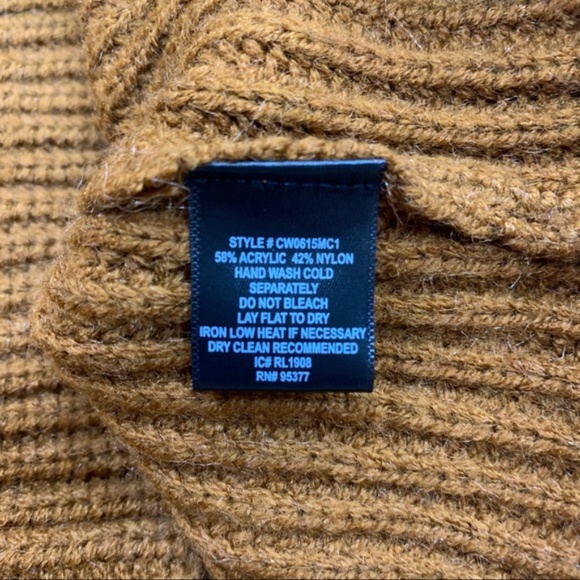 STYLE # CW0615MC1
58% ACRYLIC 42% NYLON
HAND WASH COLD
SEPARATELY
DO NOT BLEACH
LAY FLAT TO DRY
IRON LOW HEAT IF NECESSARY
DRY CLEAN RECOMMENDED
IC# RL1908
RN# 95377